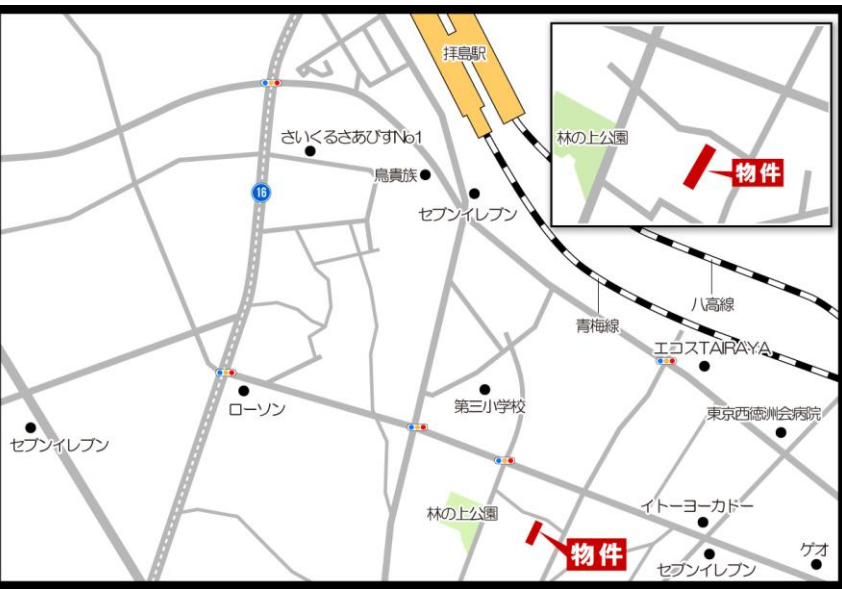 拝島駅
さいくるさあびすNo1
鳥貴族
セブンイレブン
16
林の上公園
物件
八高線
青梅線
エコスTAIRAYA
第三小学校
ローソン
東京西徳洲会病院
セブンイレブン
林の上公園
物件
イトーヨーカドー
セブンイレブン
ゲオ